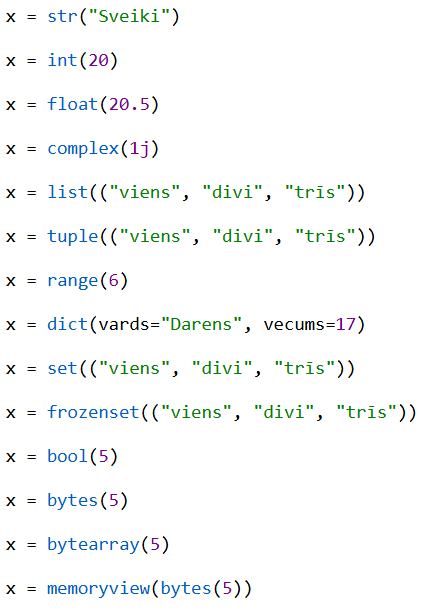 x = str("Sveiki")
x = int(20)
x = float(20.5)
x = complex(1j)
x = list(("viens", "divi", "trīs"))
x = tuple(("viens", "divi", "trīs"))
x = range(6)
x = dict(vards="Darens", vecums=17)
x = set(("viens", "divi", "trīs"))
x = frozenset(("viens", "divi", "trīs"))
x = bool(5)
x = bytes(5)
x = bytearray(5)
x = memoryview(bytes(5))